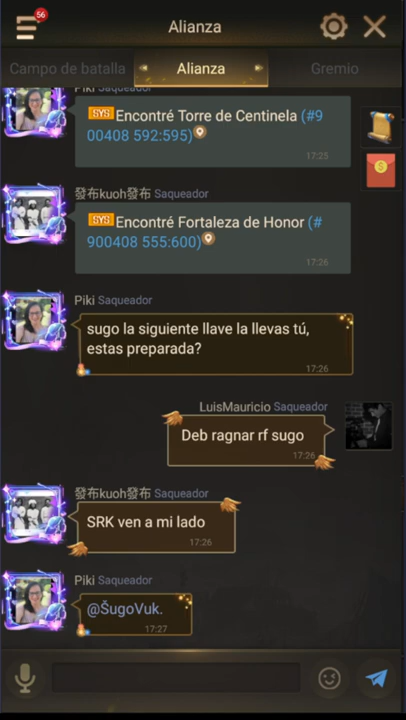 56
Alianza
Campo de batalla
Alianza
Gremio
Piki Saqueador
SYS Encontré Torre de Centinela (#9
00408 592:595)
17:25
發布kuoh發布 Saqueador
SYS Encontré Fortaleza de Honor (#
900408 555:600)
17:26
Piki Saqueador
sugo la siguiente llave la llevas tú,
estas preparada?
17:26
LuisMauricio Saqueador
Deb ragnar rf sugo
17:26
發布kuoh發布 Saqueador
SRK ven a mi lado
17:26
Piki Saqueador
@ŠugoVuk.
17:27